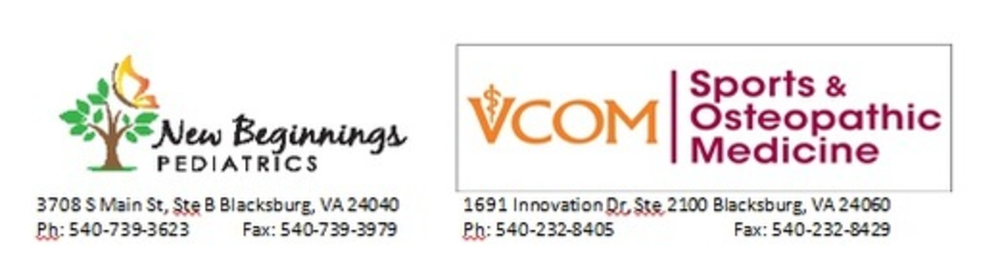 New Beginnings
PEDIATRICS
3708 S Main St, Ste B Blacksburg, VA 24040
Ph: 540-739-3623 Fax: 540-739-3979
VCOM
Sports &
Osteopathic
Medicine
1691 Innovation Dr, Ste 2100 Blacksburg, VA 24060
Ph: 540-232-8405 Fax: 540-232-8429